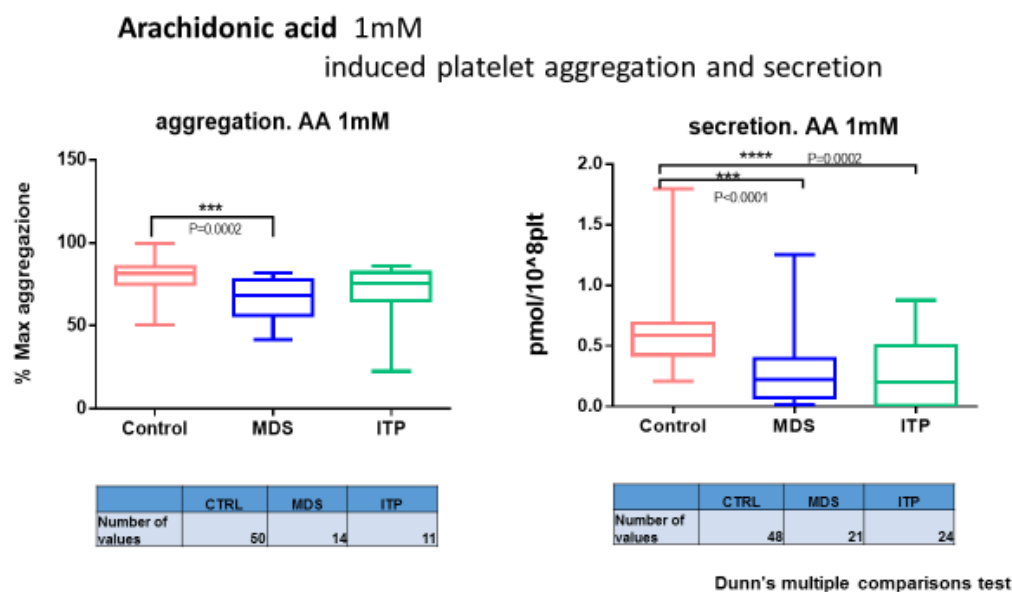 Arachidonic acid 1mM
induced platelet aggregation and secretion
aggregation. AA 1mM
% Max aggregazione
150
100
50
0
***
P=0.0002
Control MDS ITP
CTRL MDS ITP
Number of values 50 14 11
secretion. AA 1mM
pmol/10^8plt
2.0
1.5
1.0
0.5
0.0
**** P=0.0002
***
P<0.0001
Control MDS ITP
CTRL MDS ITP
Number of values 48 21 24
Dunn's multiple comparisons test